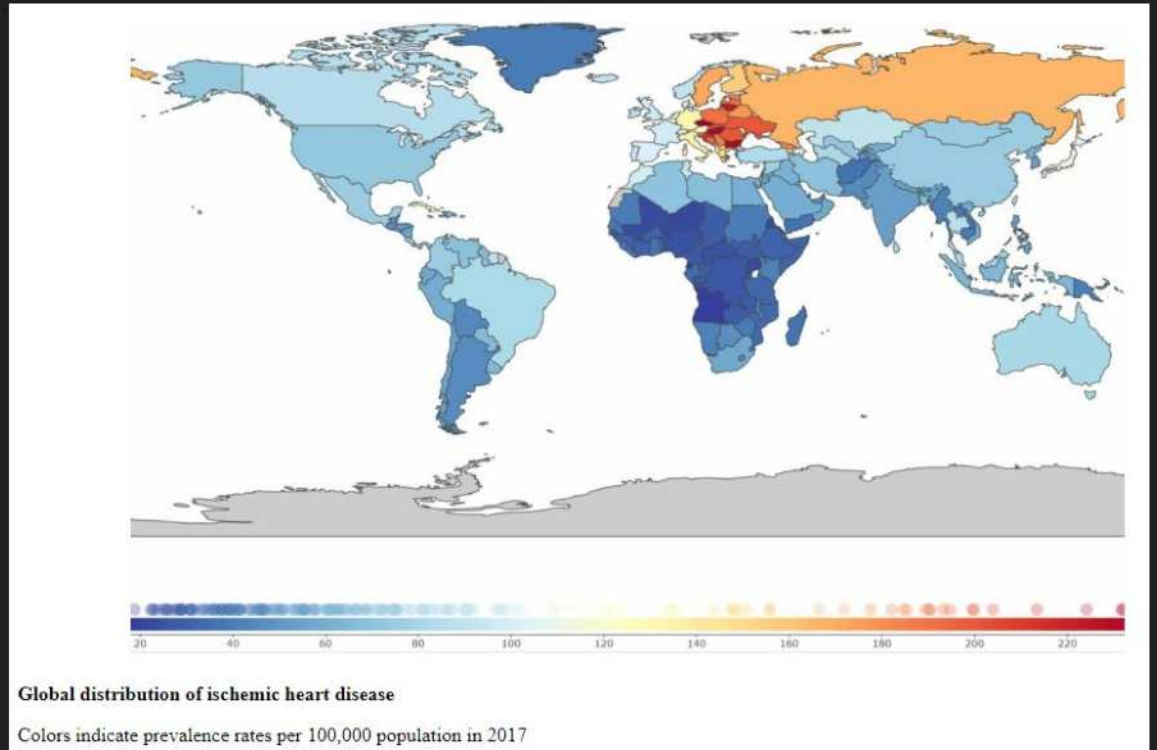 20 40 60 80 100 120 140 160 180 200 220
Global distribution of ischemic heart disease
Colors indicate prevalence rates per 100,000 population in 2017